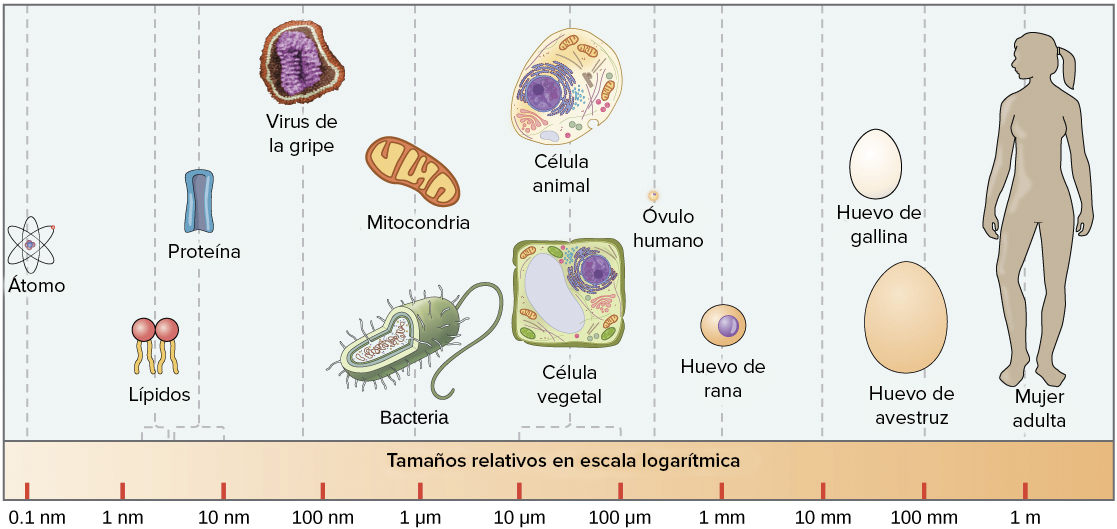 Virus de
la gripe
Célula
animal
Mitocondria
Proteína
Óvulo
humano
Huevo de
gallina
Átomo
Lípidos
Bacteria
Célula
vegetal
Huevo de
rana
Huevo de
avestruz
Mujer
adulta
Tamaños relativos en escala logarítmica
0.1 nm 1 nm 10 nm 100 nm 1 μm 10 μm 100 μm 1 mm 10 mm 100 mm 1 m